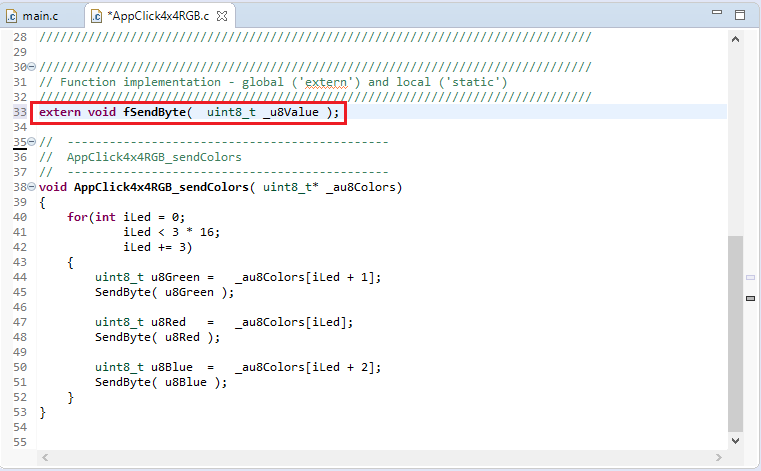 main.c *AppClick4x4RGB.c
28 ///////////////////////////////////////////////////////////////////////////////
29
30 ///////////////////////////////////////////////////////////////////////////////
31 // Function implementation - global ('extern') and local ('static')
32 ///////////////////////////////////////////////////////////////////////////////
33 extern void fSendByte(  uint8_t _u8Value );
34
35 //  ----------------------------------------------
36 //  AppClick4x4RGB_sendColors
37 //  ----------------------------------------------
38 void AppClick4x4RGB_sendColors( uint8_t* _au8Colors)
39 {
40     for(int iLed = 0;
41             iLed < 3 * 16;
42             iLed += 3)
43     {
44         uint8_t u8Green =   _au8Colors[iLed + 1];
45         SendByte( u8Green );
46
47         uint8_t u8Red   =   _au8Colors[iLed];
48         SendByte( u8Red );
49
50         uint8_t u8Blue  =   _au8Colors[iLed + 2];
51         SendByte( u8Blue );
52     }
53 }
54
55